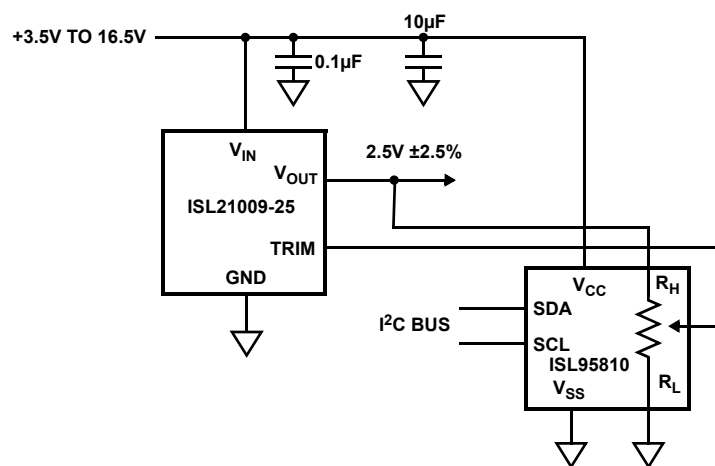 +3.5V TO 16.5V
10µF
0.1µF
V_IN
2.5V ±2.5%
V_OUT
ISL21009-25
TRIM
GND
V_CC
R_H
SDA
I²C BUS
SCL
ISL95810
R_L
V_SS